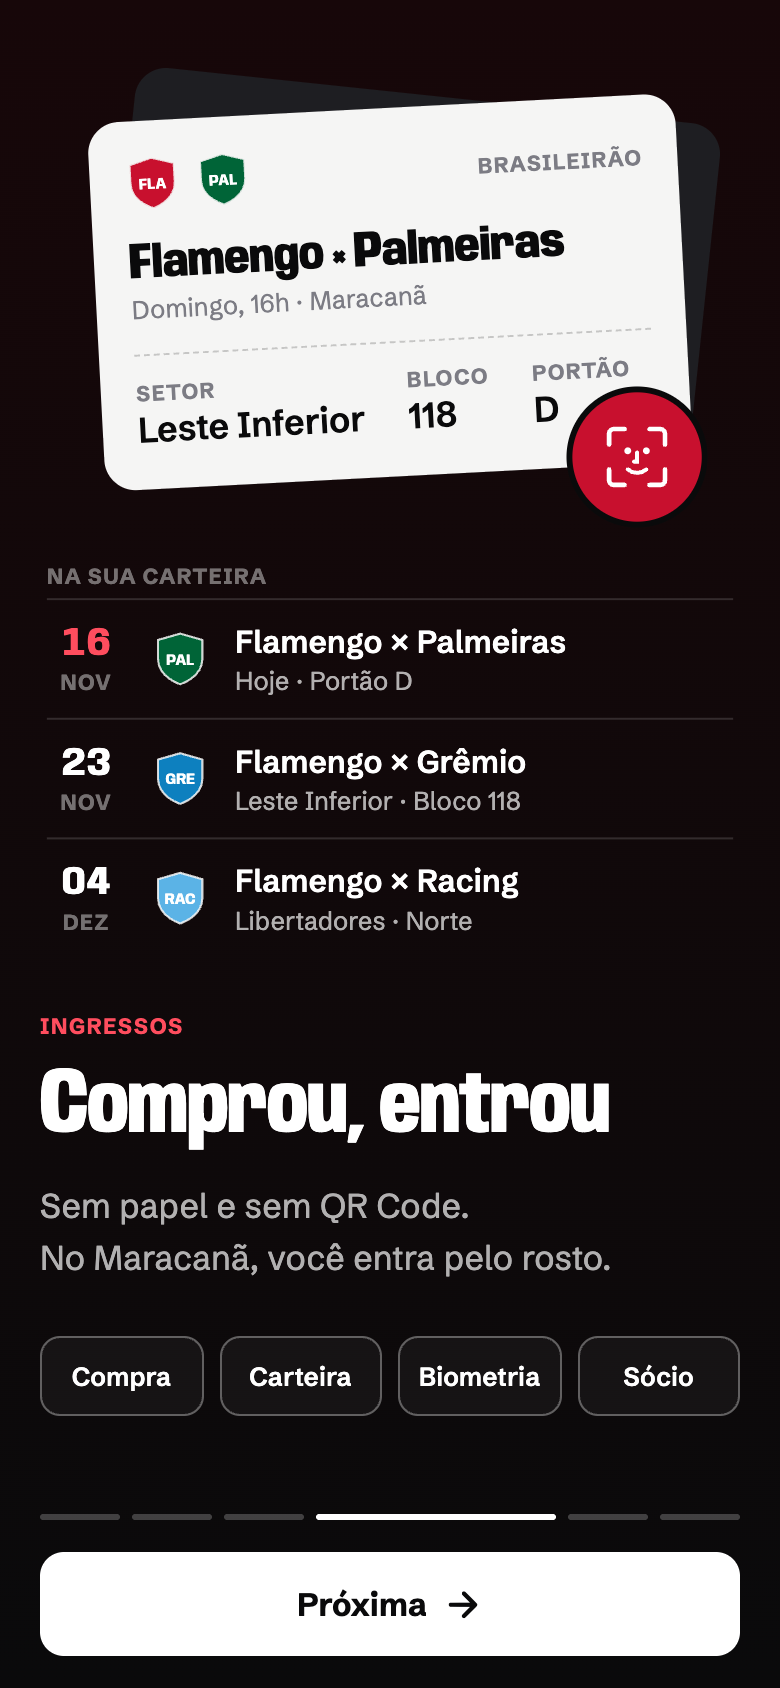 FLA
PAL
BRASILEIRÃO
Flamengo × Palmeiras
Domingo, 16h · Maracanã
SETOR
BLOCO
PORTÃO
Leste Inferior
118
D
NA SUA CARTEIRA
16
NOV
PAL
Flamengo × Palmeiras
Hoje · Portão D
23
NOV
GRE
Flamengo × Grêmio
Leste Inferior · Bloco 118
04
DEZ
RAC
Flamengo × Racing
Libertadores · Norte
INGRESSOS
Comprou, entrou
Sem papel e sem QR Code.
No Maracanã, você entra pelo rosto.
Compra
Carteira
Biometria
Sócio
Próxima →